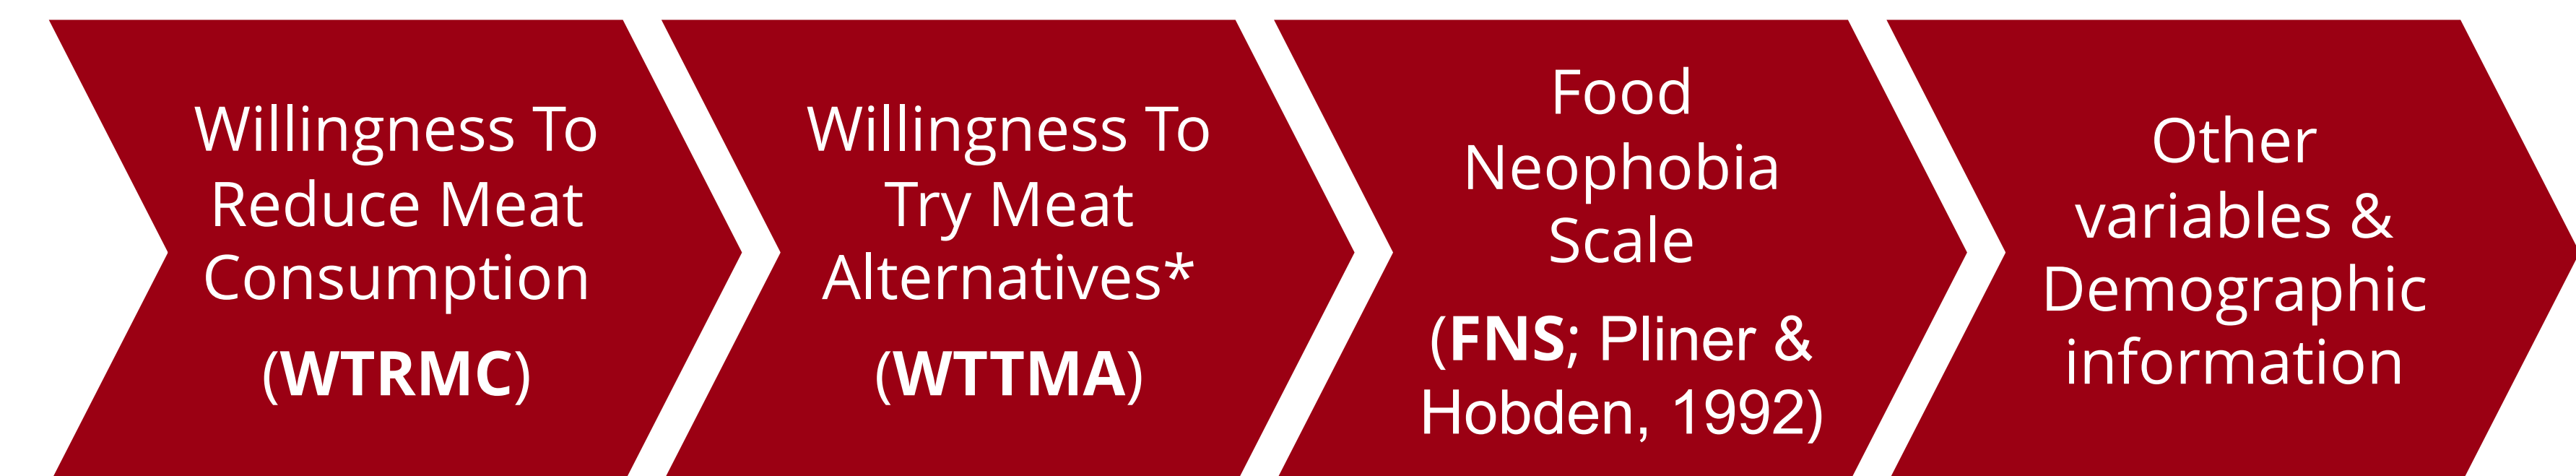 Willingness To
Reduce Meat
Consumption
(WTRMC)
Willingness To
Try Meat
Alternatives*
(WTTMA)
Food
Neophobia
Scale
(FNS; Pliner &
Hobden, 1992)
Other
variables &
Demographic
information